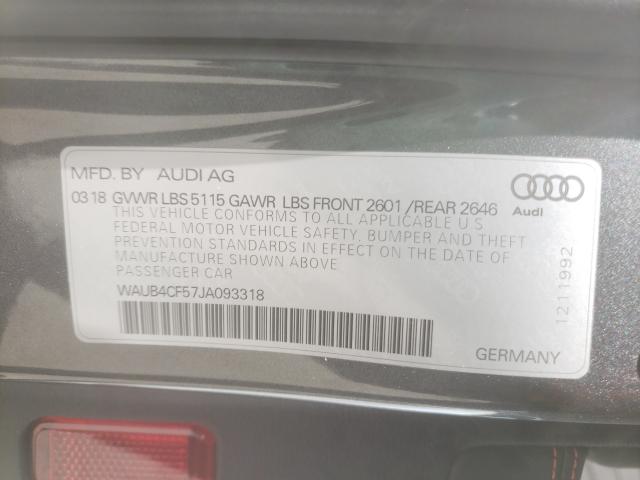 MFD. BY AUDI AG
03 18 GVWR LBS 5115 GAWR LBS FRONT 2601 /REAR 2646
Audi
THIS VEHICLE CONFORMS TO ALL APPLICABLE U S
FEDERAL MOTOR VEHICLE SAFETY, BUMPER AND THEFT
PREVENTION STANDARDS IN EFFECT ON THE DATE OF
MANUFACTURE SHOWN ABOVE
PASSENGER CAR
WAUB4CF57JA093318
1211992
GERMANY